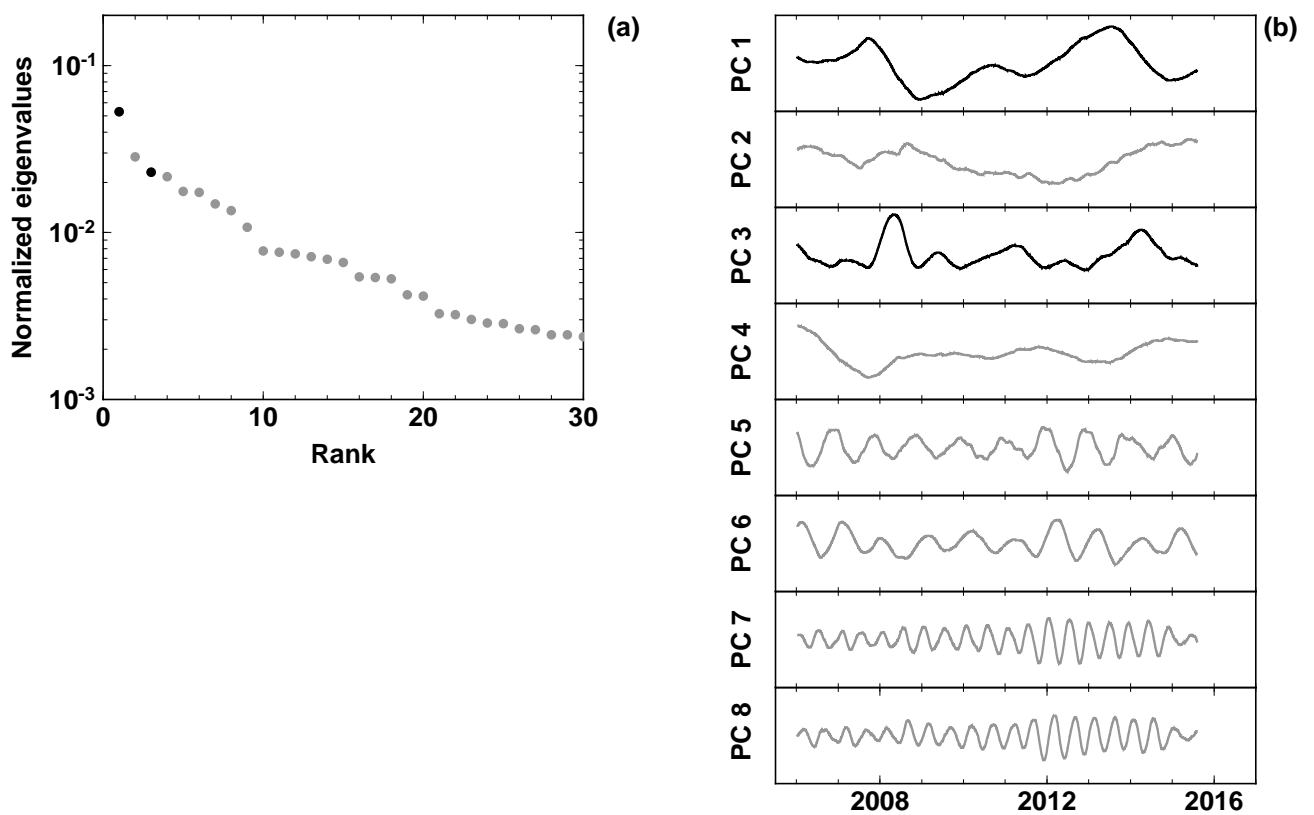 (a)
Normalized eigenvalues
10-1
10-2
10-3
0 10 20 30
Rank
(b)
PC 1
PC 2
PC 3
PC 4
PC 5
PC 6
PC 7
PC 8
2008 2012 2016